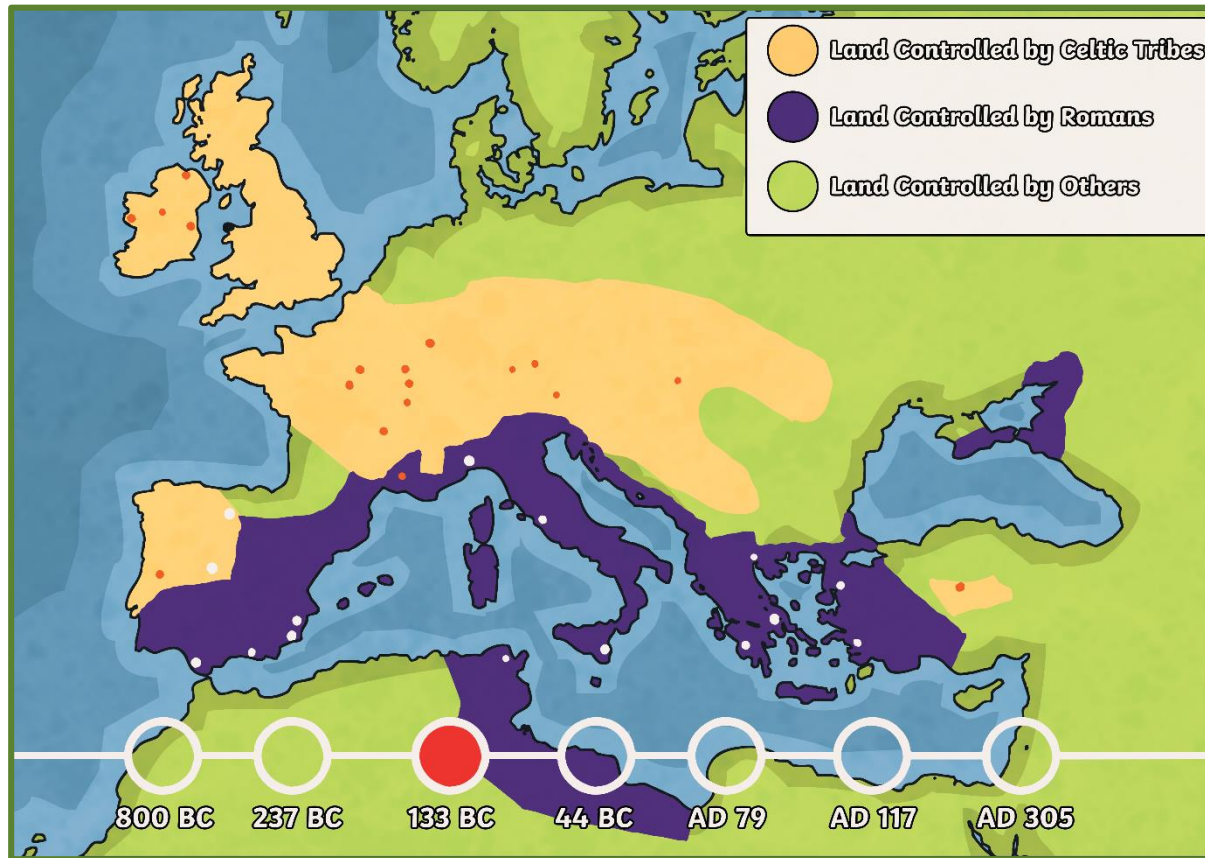 Land Controlled by Celtic Tribes
Land Controlled by Romans
Land Controlled by Others
800 BC
237 BC
133 BC
44 BC
AD 79
AD 117
AD 305